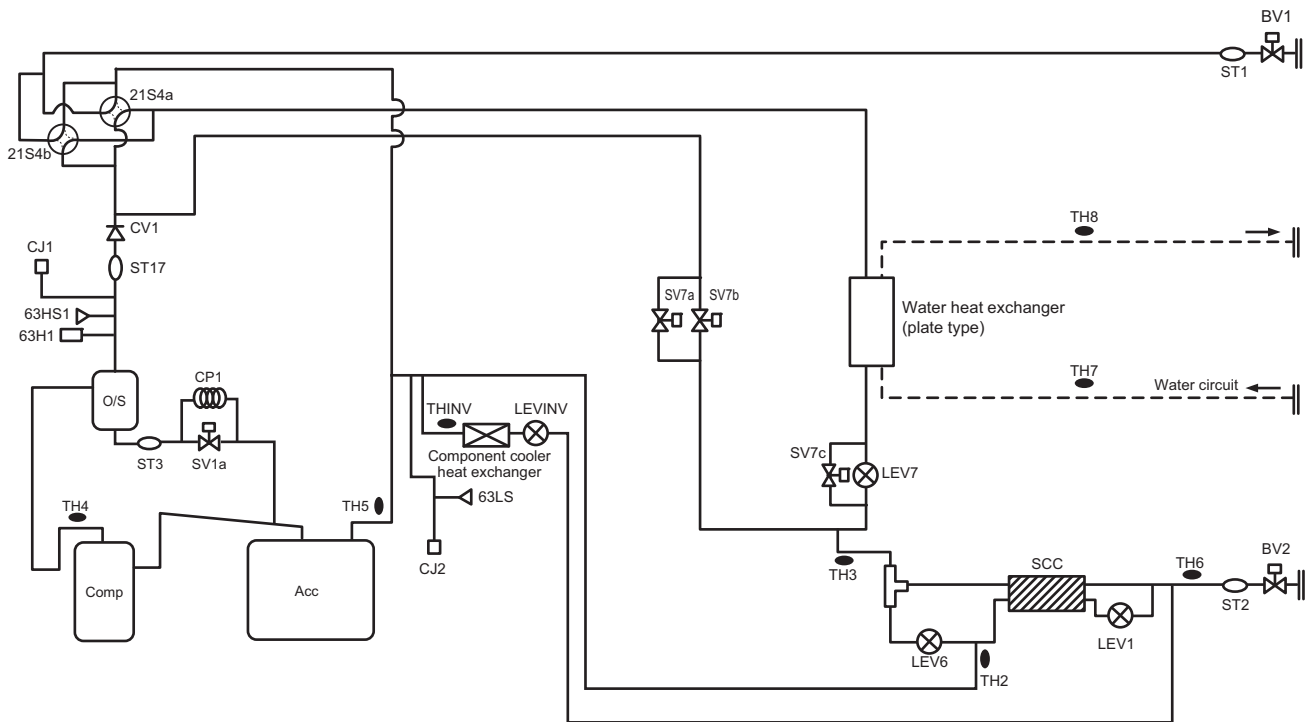 BV1
ST1
21S4a
21S4b
CV1
TH8
CJ1
ST17
63HS1
63H1
SV7a
SV7b
Water heat exchanger
(plate type)
TH7
Water circuit
O/S
CP1
THINV
LEVINV
ST3
SV1a
Component cooler
heat exchanger
SV7c
LEV7
TH4
TH5
63LS
CJ2
TH3
SCC
TH6
BV2
ST2
Comp
Acc
LEV6
LEV1
TH2